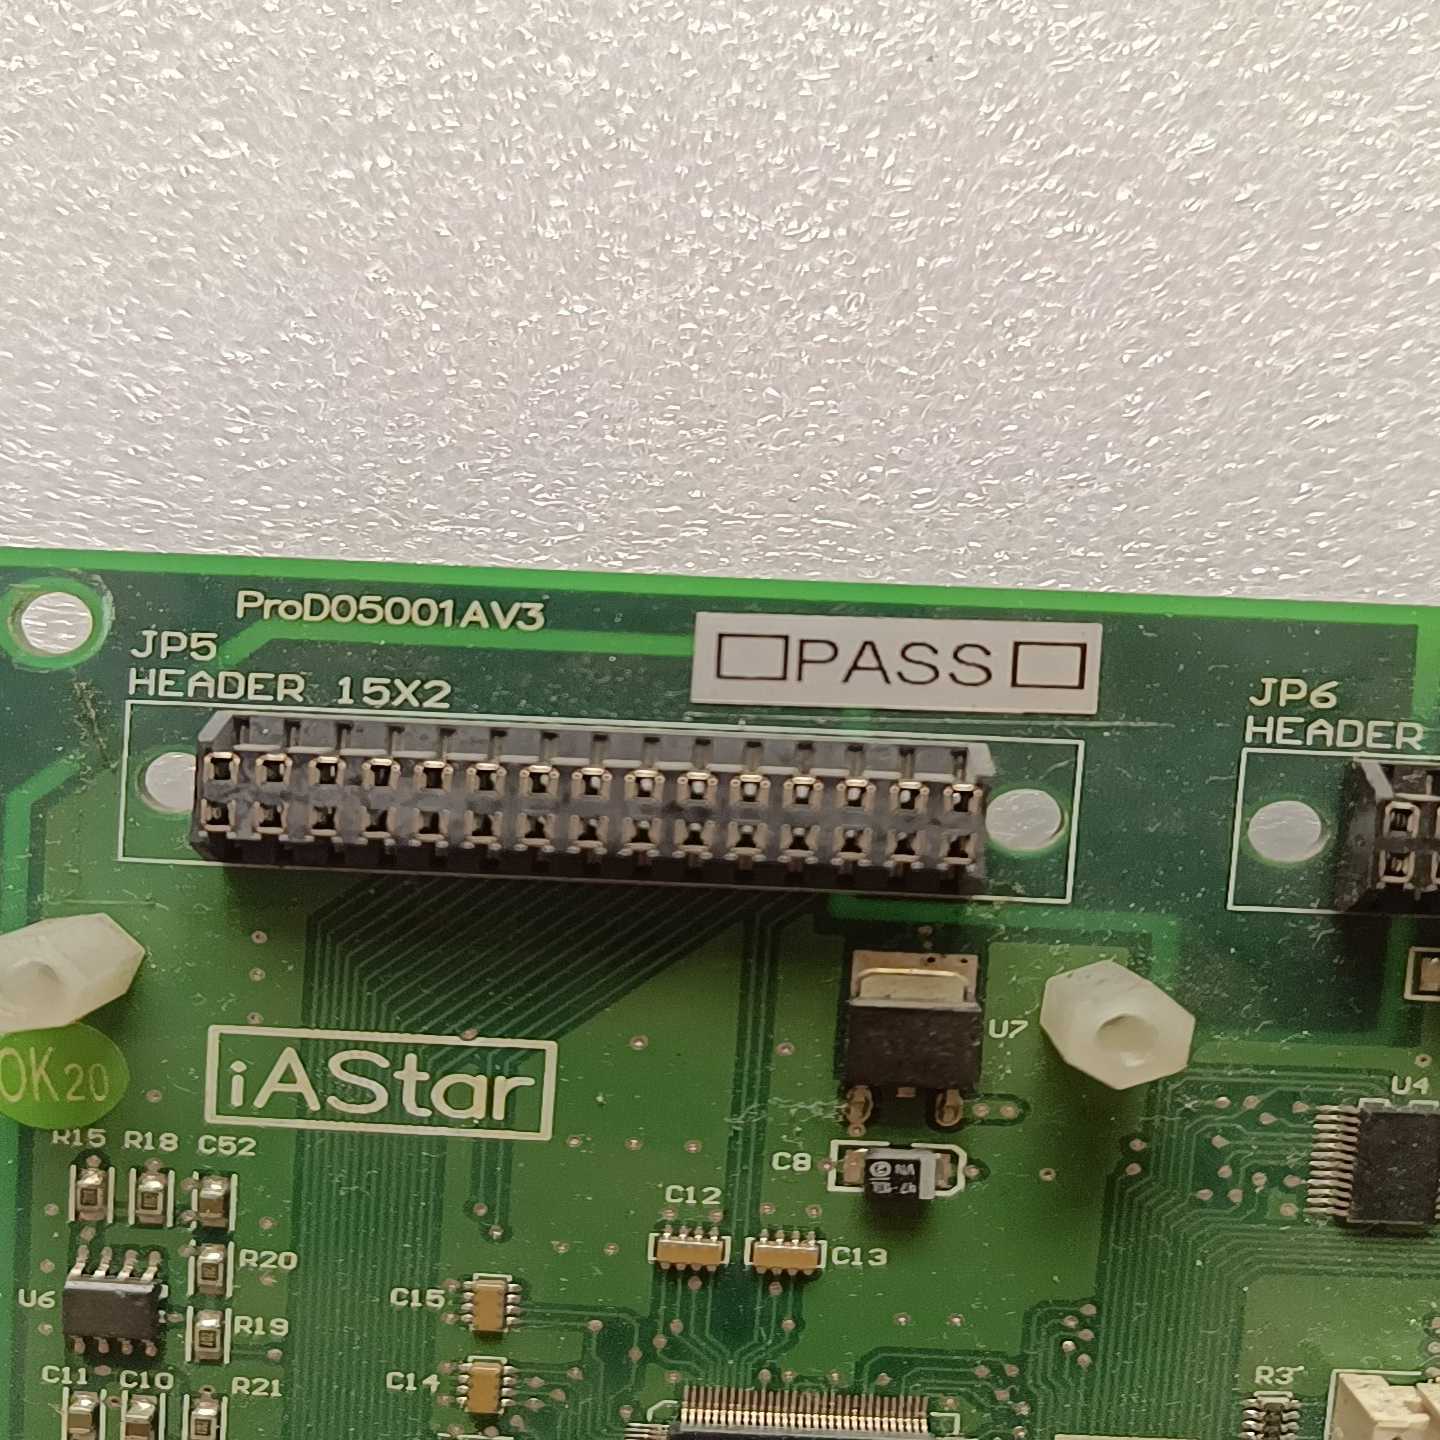 ProD05001AV3
JP5
HEADER 15X2
PASS
JP6
HEADER
U7
iAStar
OK20
U4
R15 R18 C52
C8
C12
R20
C13
U6
C15
R19
C11 C10 R21
C14
R3